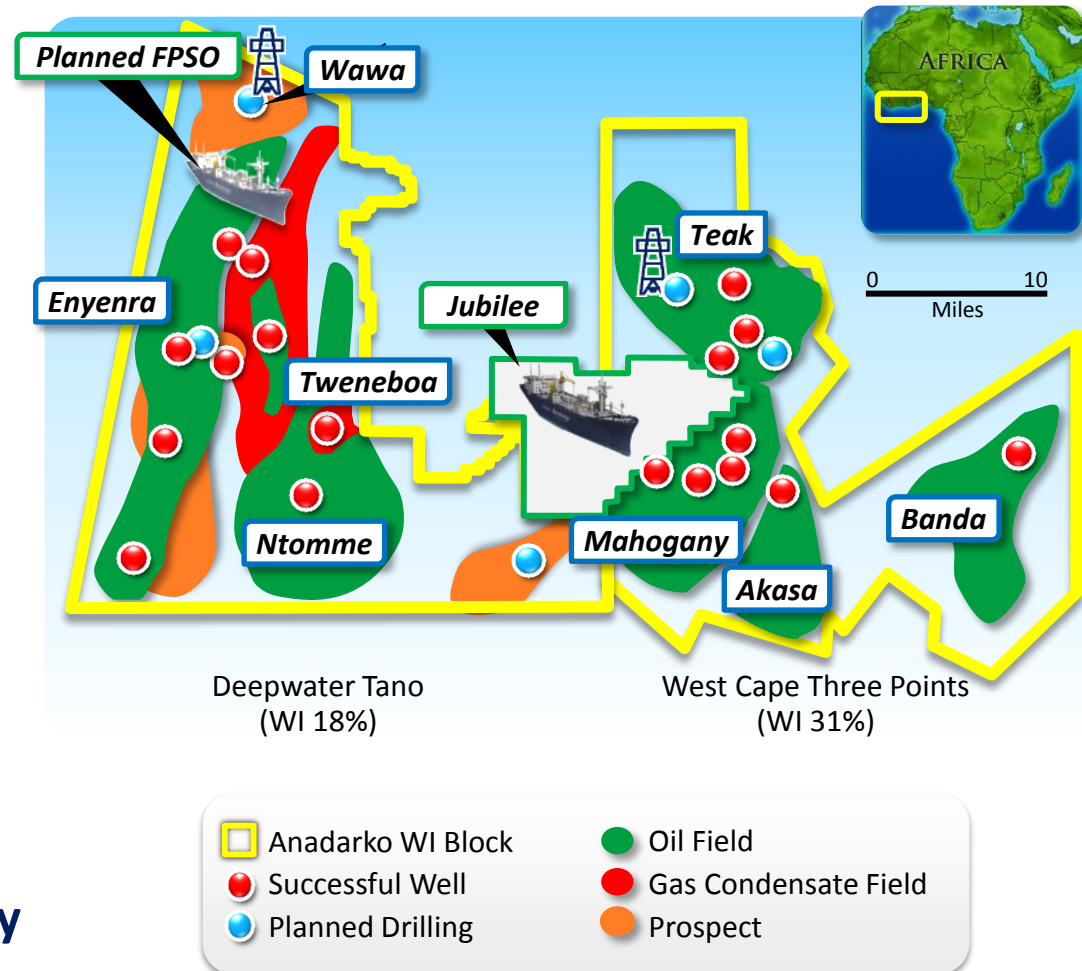 Planned FPSO
Wawa
AFRICA
Teak
0 10
Miles
Enyenra
Jubilee
Tweneboa
Ntomme
Mahogany
Banda
Akasa
Deepwater Tano
(WI 18%)
West Cape Three Points
(WI 31%)
Anadarko WI Block
Successful Well
Planned Drilling
Oil Field
Gas Condensate Field
Prospect
y